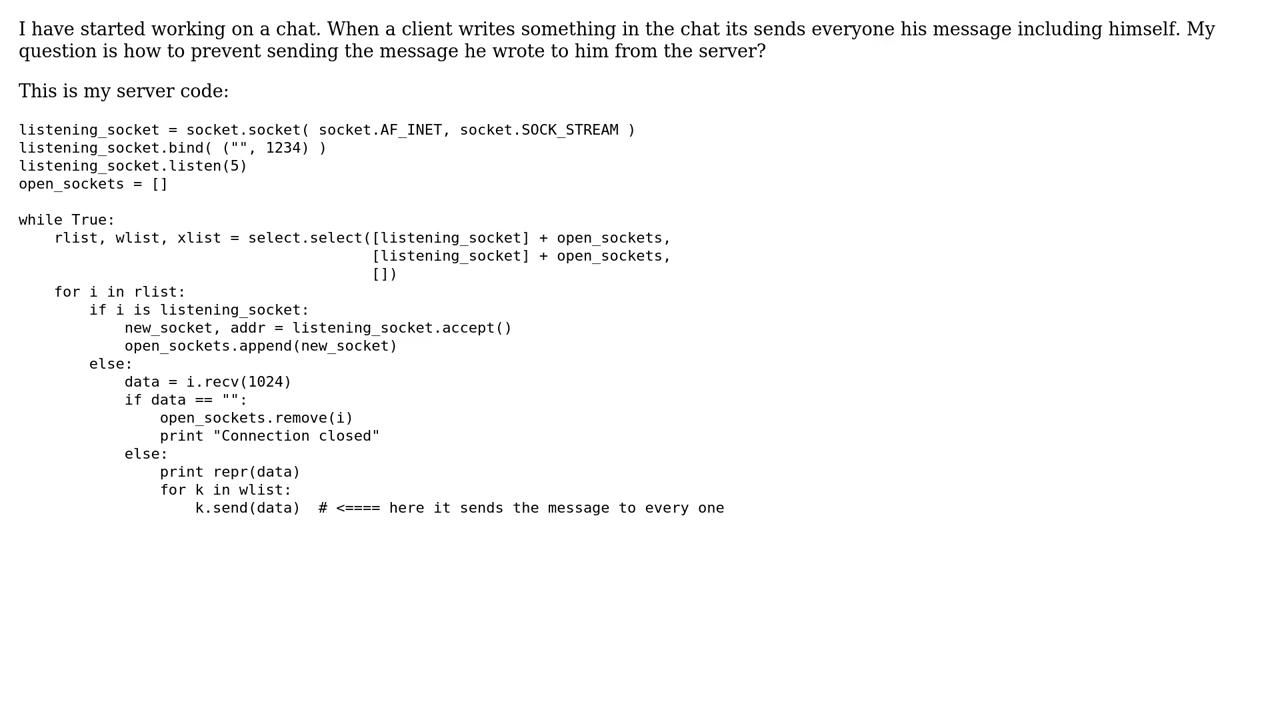 I have started working on a chat. When a client writes something in the chat its sends everyone his message including himself. My
question is how to prevent sending the message he wrote to him from the server?
This is my server code:
listening_socket = socket.socket( socket.AF_INET, socket.SOCK_STREAM )
listening_socket.bind( ("", 1234) )
listening_socket.listen(5)
open_sockets = []

while True:
    rlist, wlist, xlist = select.select([listening_socket] + open_sockets,
                                        [listening_socket] + open_sockets,
                                        [])
    for i in rlist:
        if i is listening_socket:
            new_socket, addr = listening_socket.accept()
            open_sockets.append(new_socket)
        else:
            data = i.recv(1024)
            if data == "":
                open_sockets.remove(i)
                print "Connection closed"
            else:
                print repr(data)
                for k in wlist:
                    k.send(data)  # <==== here it sends the message to every one